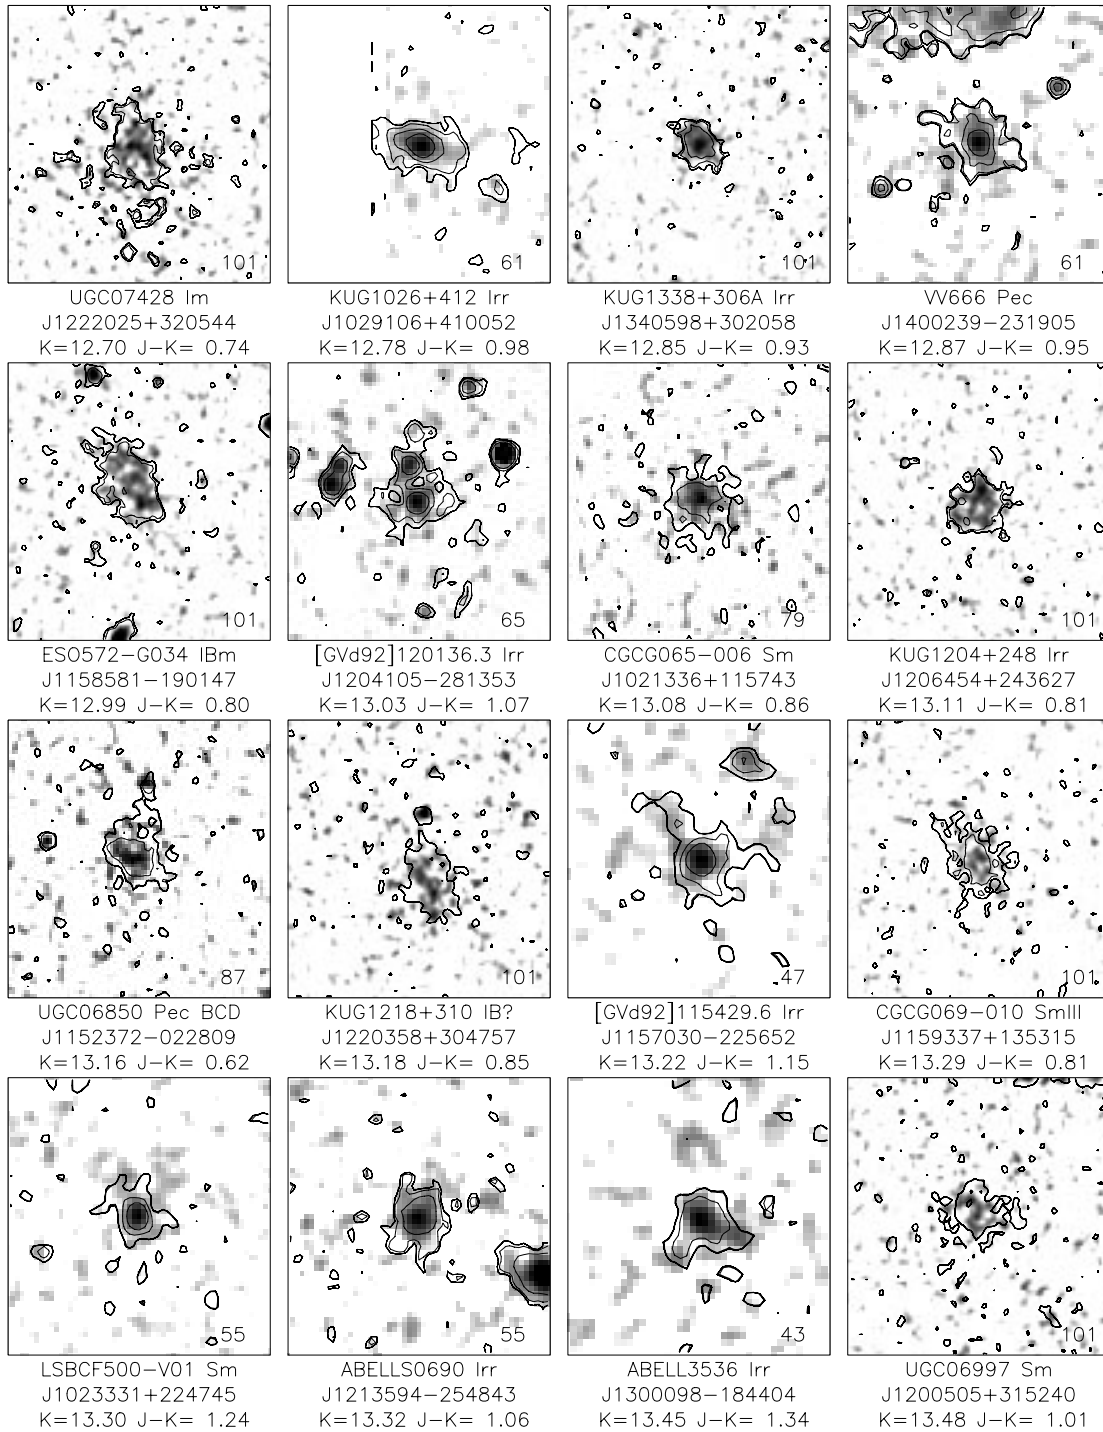 101 61 101 61
UGC07428 Im KUG1026+412 Irr KUG1338+306A Irr VV666 Pec
J1222025+320544 J1029106+410052 J1340598+302058 J1400239−231905
K=12.70 J−K= 0.74 K=12.78 J−K= 0.98 K=12.85 J−K= 0.93 K=12.87 J−K= 0.95
101 65 79 101
ESO572−G034 IBm [GVd92]120136.3 Irr CGCG065−006 Sm KUG1204+248 Irr
J1158581−190147 J1204105−281353 J1021336+115743 J1206454+243627
K=12.99 J−K= 0.80 K=13.03 J−K= 1.07 K=13.08 J−K= 0.86 K=13.11 J−K= 0.81
87 101 47 101
UGC06850 Pec BCD KUG1218+310 IB? [GVd92]115429.6 Irr CGCG069−010 SmIII
J1152372−022809 J1220358+304757 J1157030−225652 J1159337+135315
K=13.16 J−K= 0.62 K=13.18 J−K= 0.85 K=13.22 J−K= 1.15 K=13.29 J−K= 0.81
55 55 43 101
LSBCF500−V01 Sm ABELLS0690 Irr ABELL3536 Irr UGC06997 Sm
J1023331+224745 J1213594−254843 J1300098−184404 J1200505+315240
K=13.30 J−K= 1.24 K=13.32 J−K= 1.06 K=13.45 J−K= 1.34 K=13.48 J−K= 1.01